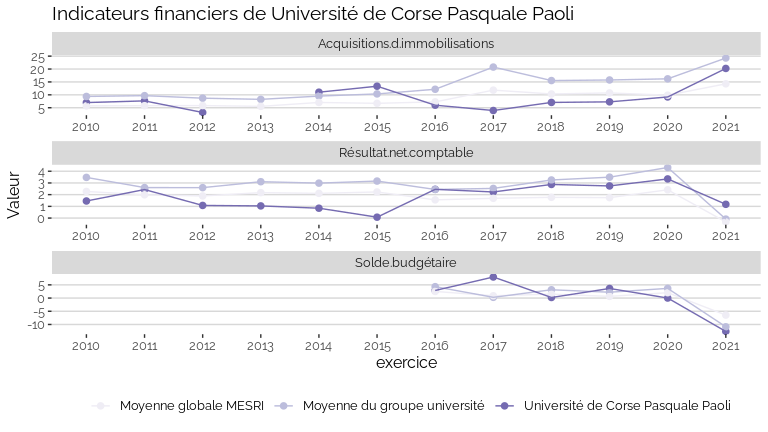 Indicateurs financiers de Université de Corse Pasquale Paoli
Acquisitions.d.immobilisations
25
20
15
10
5
2010 2011 2012 2013 2014 2015 2016 2017 2018 2019 2020 2021
Résultat.net.comptable
4
3
2
1
0
2010 2011 2012 2013 2014 2015 2016 2017 2018 2019 2020 2021
Valeur
Solde.budgétaire
5
0
-5
-10
2010 2011 2012 2013 2014 2015 2016 2017 2018 2019 2020 2021
exercice
Moyenne globale MESRI Moyenne du groupe université Université de Corse Pasquale Paoli